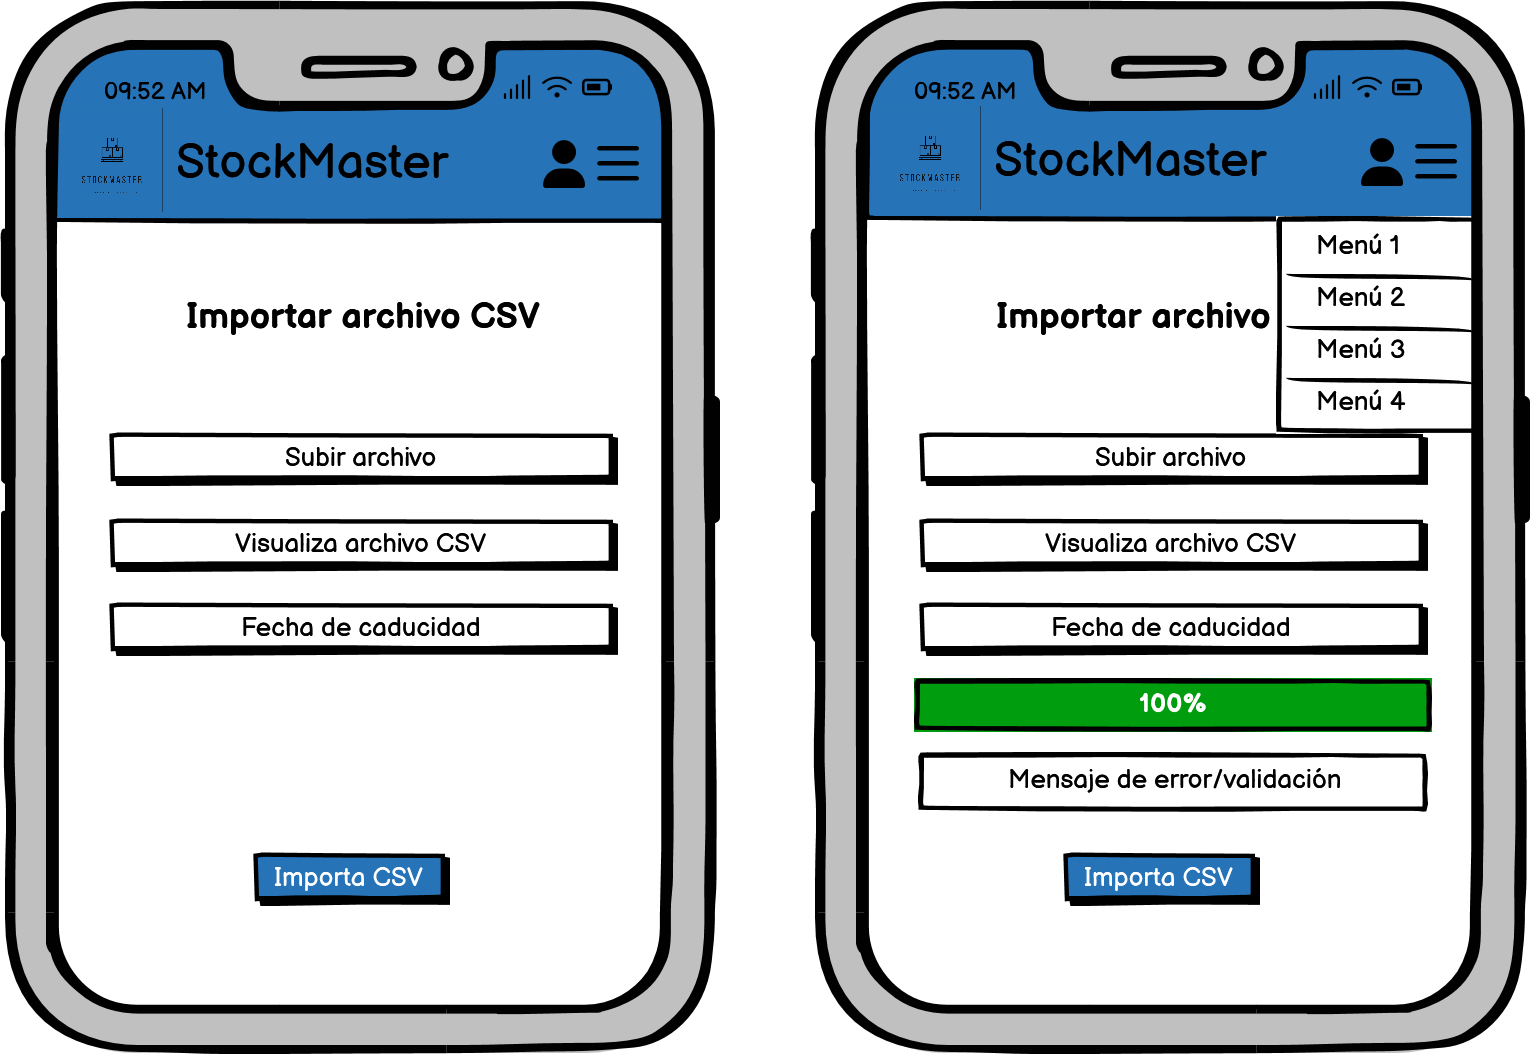 09:52 AM
STOCKMASTER
StockMaster
Importar archivo CSV
Subir archivo
Visualiza archivo CSV
Fecha de caducidad
Importa CSV
09:52 AM
STOCKMASTER
StockMaster
Menú 1
Menú 2
Menú 3
Menú 4
Importar archivo
Subir archivo
Visualiza archivo CSV
Fecha de caducidad
100%
Mensaje de error/validación
Importa CSV